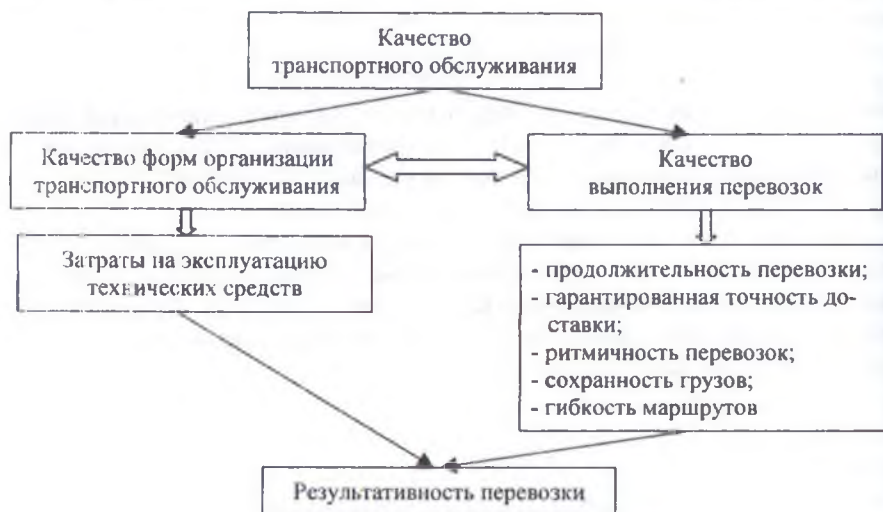 Качество
транспортного обслуживания
Качество форм организации
транспортного обслуживания
Качество
выполнения перевозок
Затраты на эксплуатацию
технических средств
- продолжительность перевозки;
- гарантированная точность до-
ставки;
- ритмичность перевозок;
- сохранность грузов;
- гибкость маршрутов
Результативность перевозки